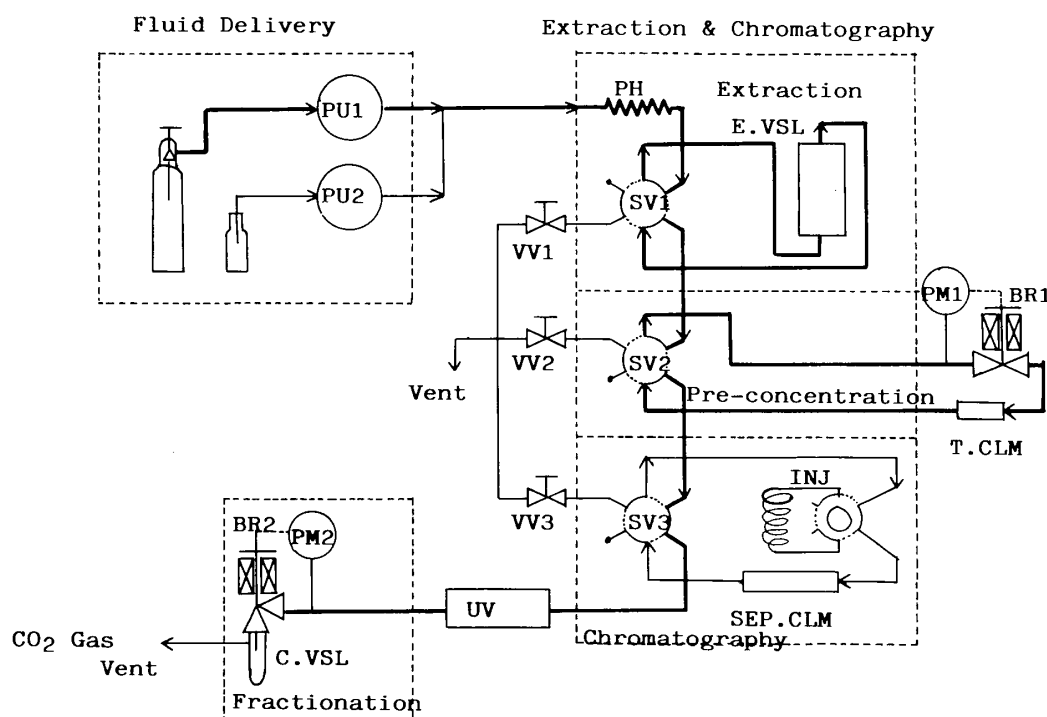 Fluid Delivery
Extraction & Chromatography
PU1
PH
Extraction
E.VSL
PU2
SV1
VV1
PM1
BR1
SV2
VV2
Vent
Pre-concentration
T.CLM
INJ
SV3
VV3
BR2
PM2
UV
SEP.CLM
Chromatography
CO2 Gas
Vent
C.VSL
Fractionation